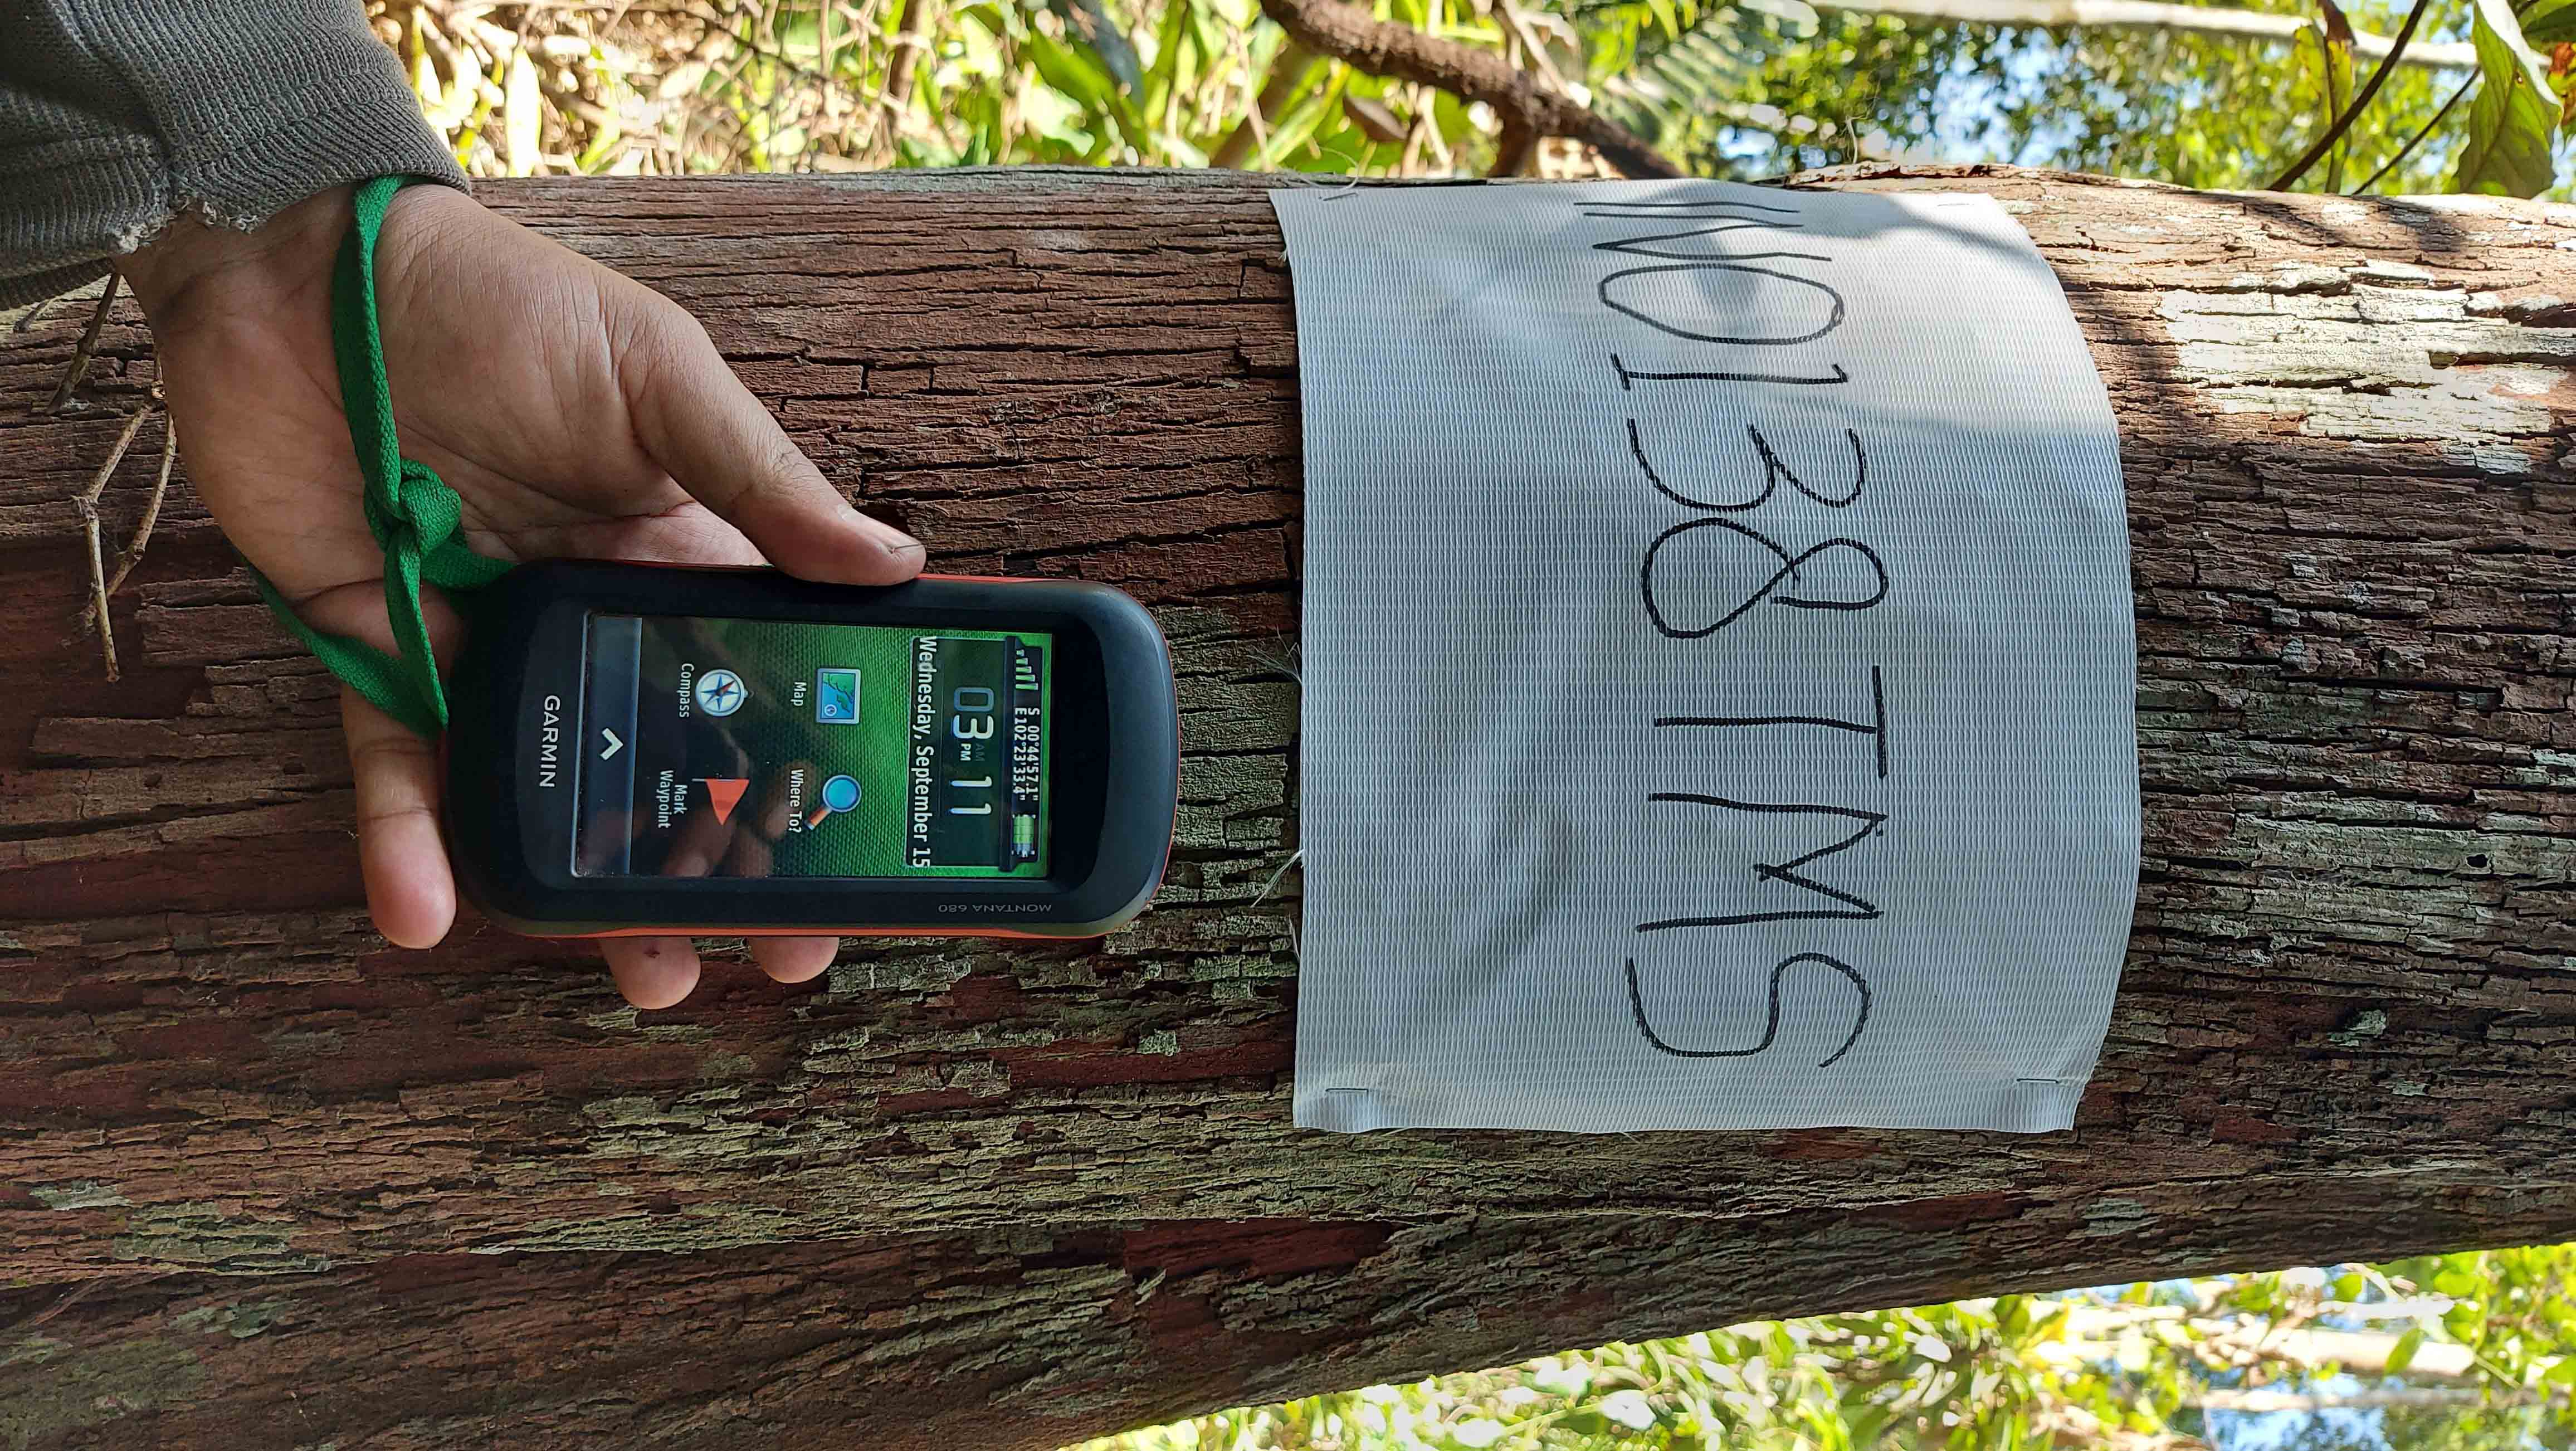 NO138TMS
MONTANA 680
S 00°44'57.1"
E102°23'33.4"
03 AM PM 11
Wednesday, September 15
Map
Where To?
Compass
Mark
Waypoint
GARMIN